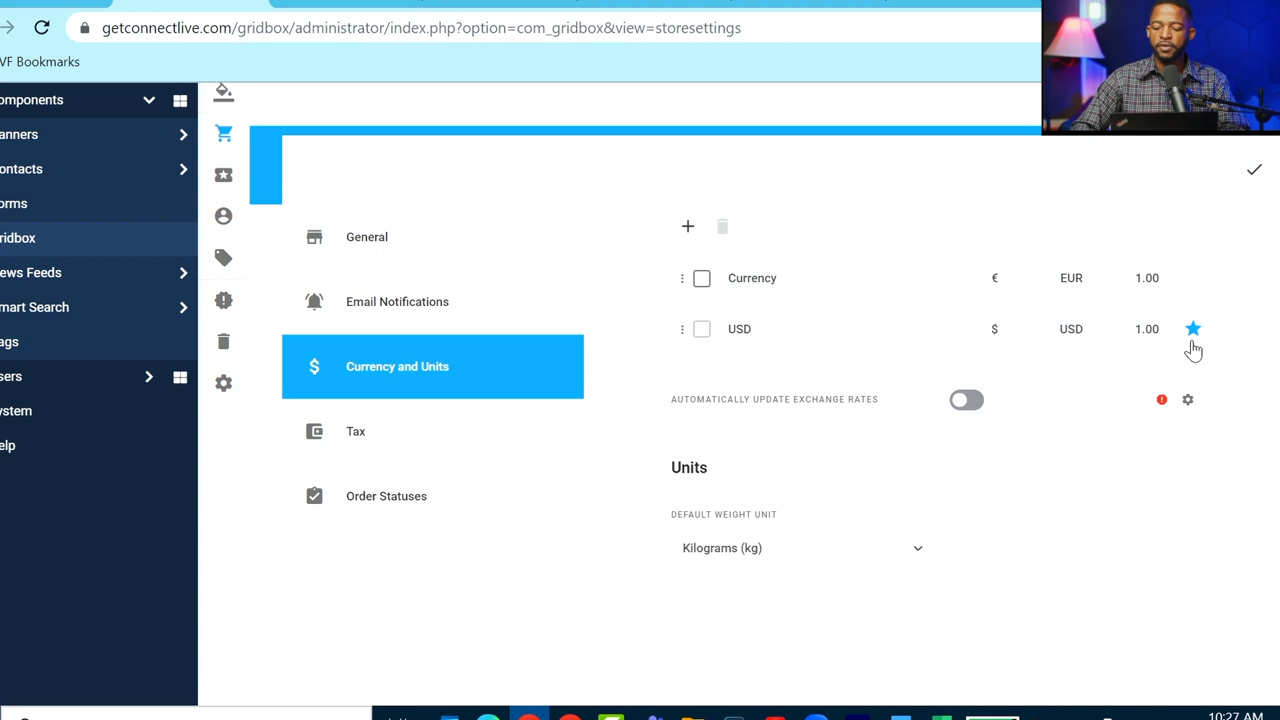 getconnectlive.com/gridbox/administrator/index.php?option=com_gridbox&view=storesettings
VF Bookmarks
omponents
anners
ontacts
orms
ridbox
ews Feeds
mart Search
ags
sers
ystem
elp
General
Email Notifications
$ Currency and Units
Tax
Order Statuses
+
Currency € EUR 1.00
USD $ USD 1.00
AUTOMATICALLY UPDATE EXCHANGE RATES
Units
DEFAULT WEIGHT UNIT
Kilograms (kg)
10:27 AM